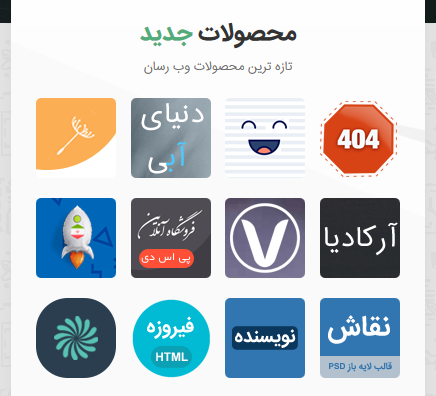 محصولات جدید
تازه ترین محصولات وب رسان
404
دنیای
آبی
آرکادیا
V
فروشگاه آنلاین
پی اس دی
نقاش
قالب لایه باز PSD
نویسنده
فیروزه
HTML